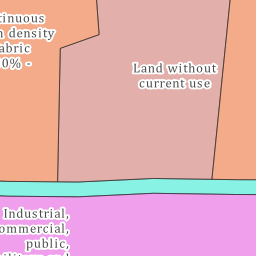 tinuous
density
abric
0% -
Land without
current use
Industrial,
ommercial,
public,